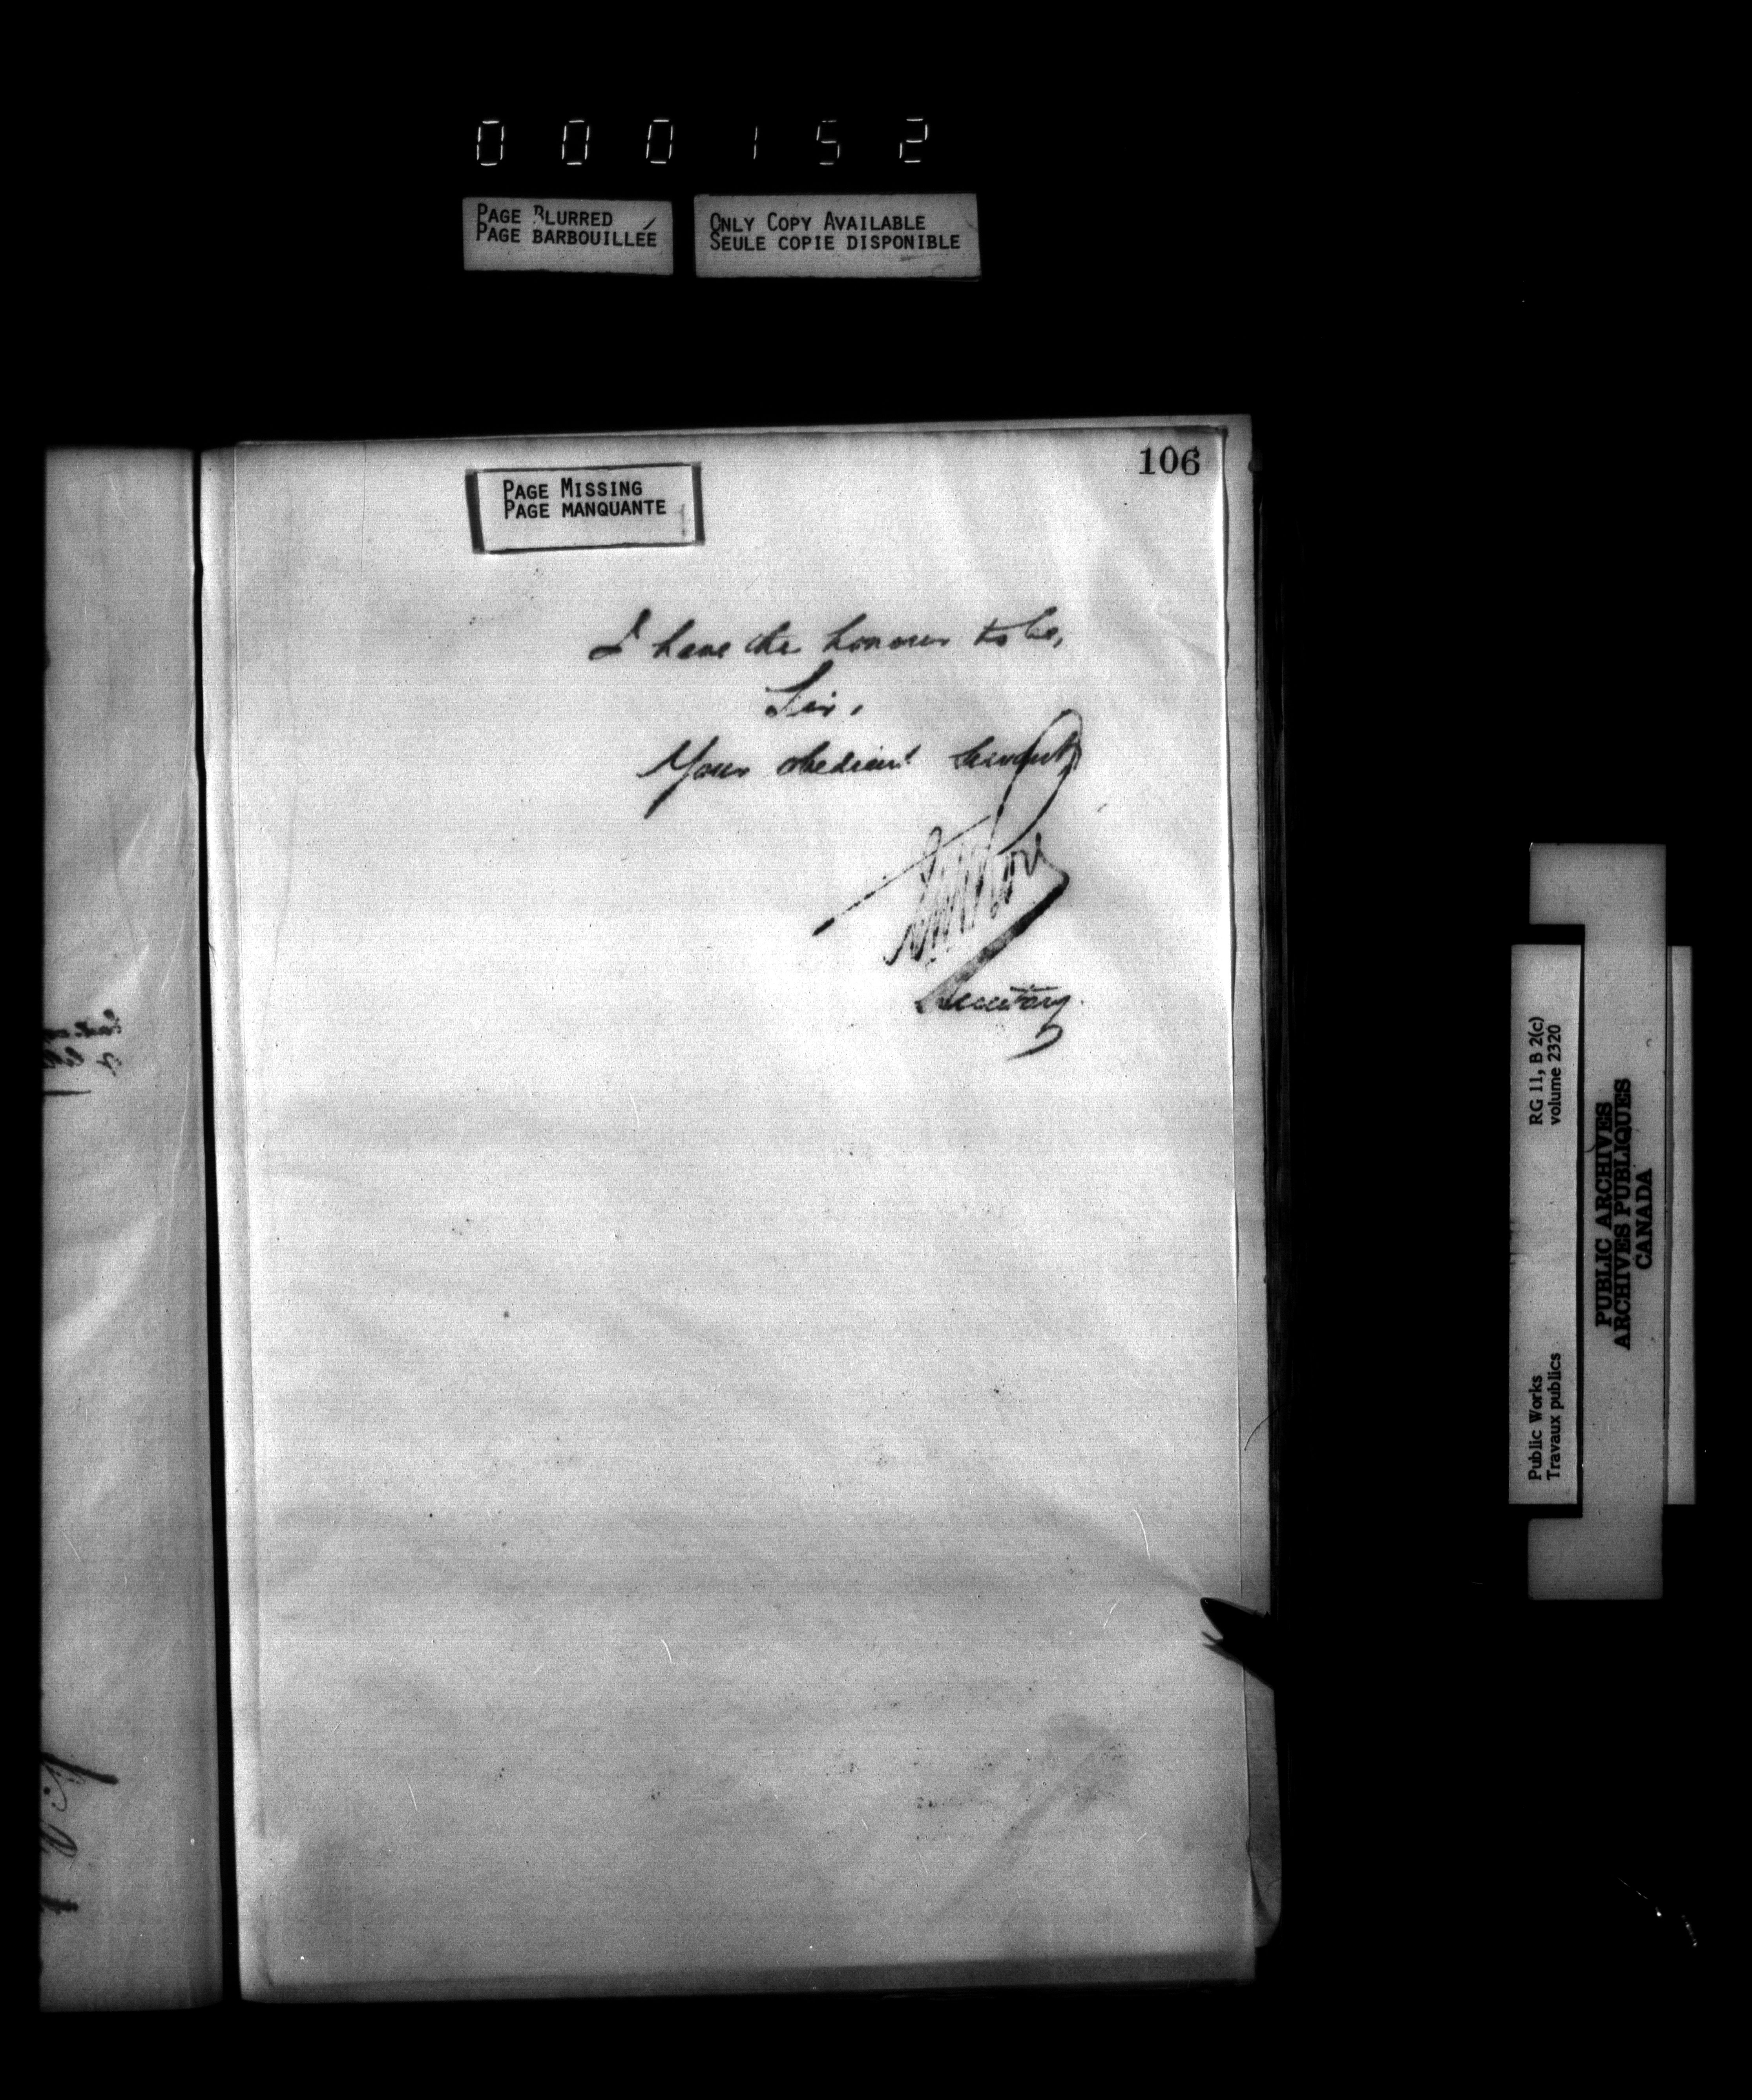 000152
PAGE BLURRED
PAGE BARBOUILLÉE
ONLY COPY AVAILABLE
SEULE COPIE DISPONIBLE
106
PAGE MISSING
PAGE MANQUANTE
I have the honour to be,
Sir,
Your obedient Servant
Secretary.
Public Works
Travaux publics
RG 11, B 2(c)
volume 2320
PUBLIC ARCHIVES
ARCHIVES PUBLIQUES
CANADA